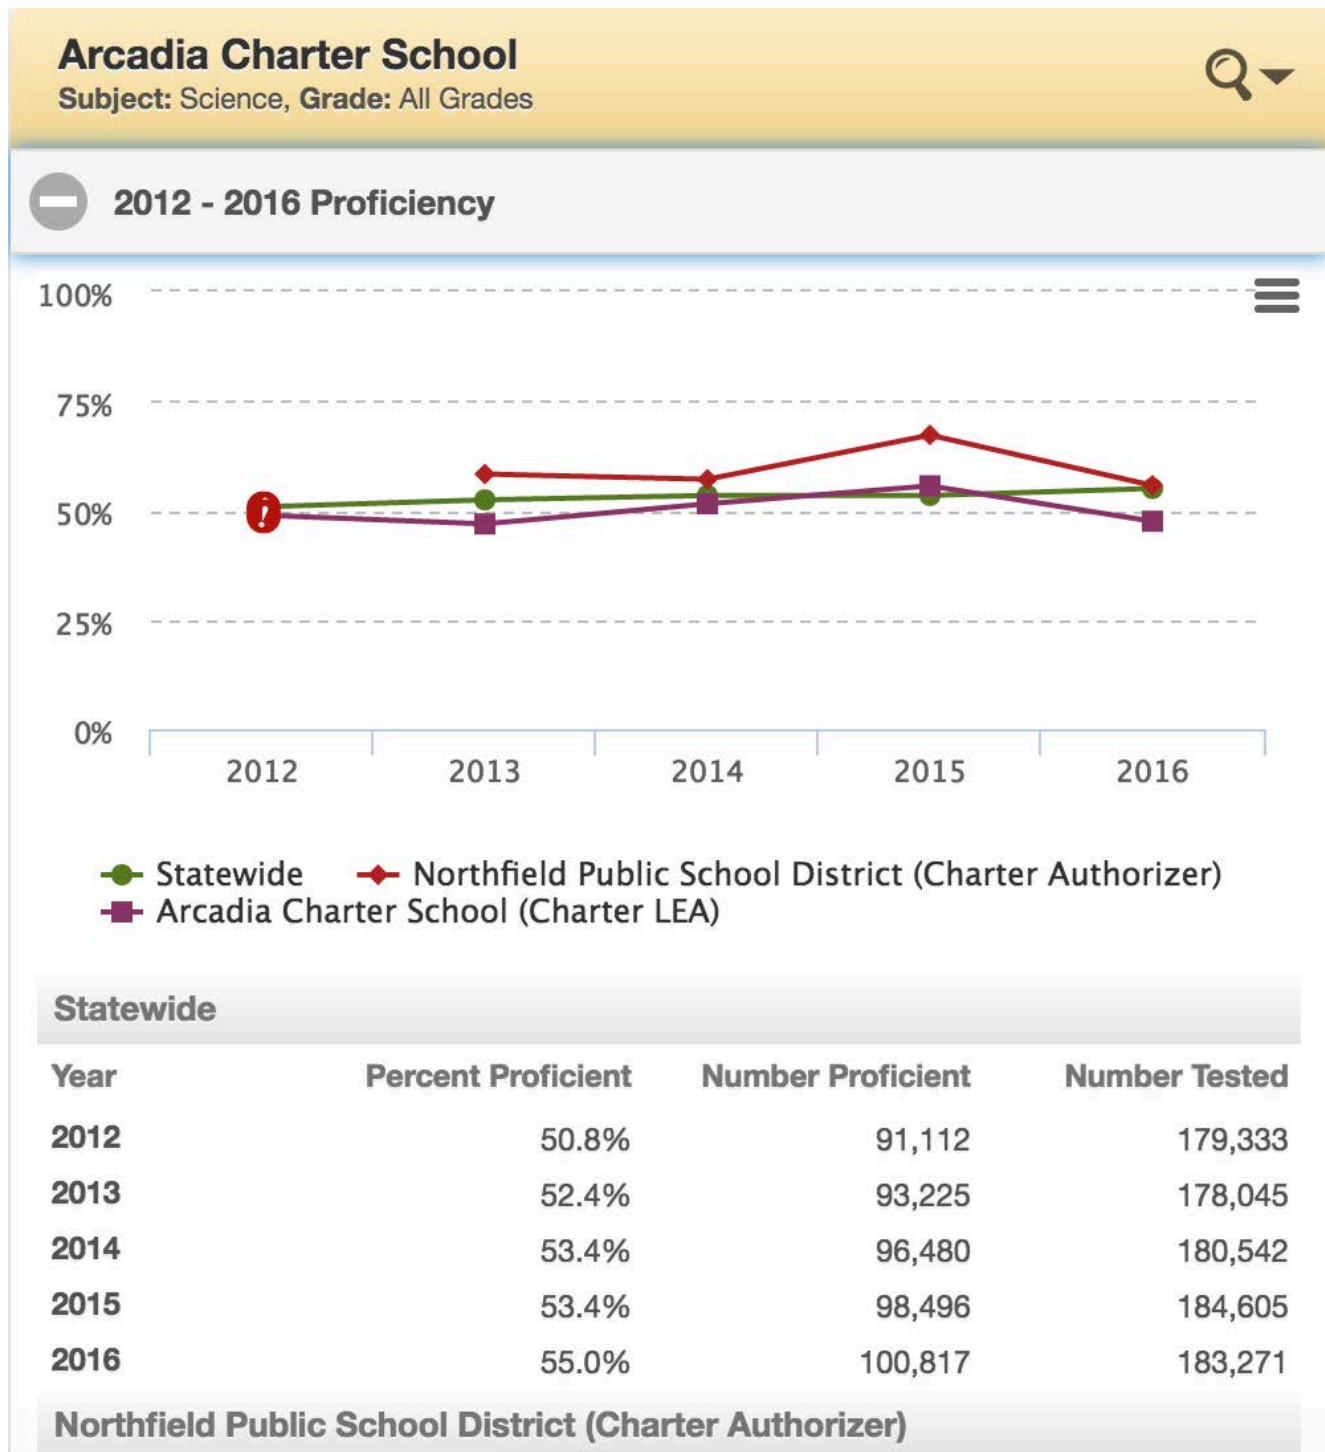 Arcadia Charter School
Subject: Science, Grade: All Grades
2012 - 2016 Proficiency
100%
75%
50%
25%
0%
2012 2013 2014 2015 2016
Statewide Northfield Public School District (Charter Authorizer)
Arcadia Charter School (Charter LEA)
Statewide
Year Percent Proficient Number Proficient Number Tested
2012 50.8% 91,112 179,333
2013 52.4% 93,225 178,045
2014 53.4% 96,480 180,542
2015 53.4% 98,496 184,605
2016 55.0% 100,817 183,271
Northfield Public School District (Charter Authorizer)